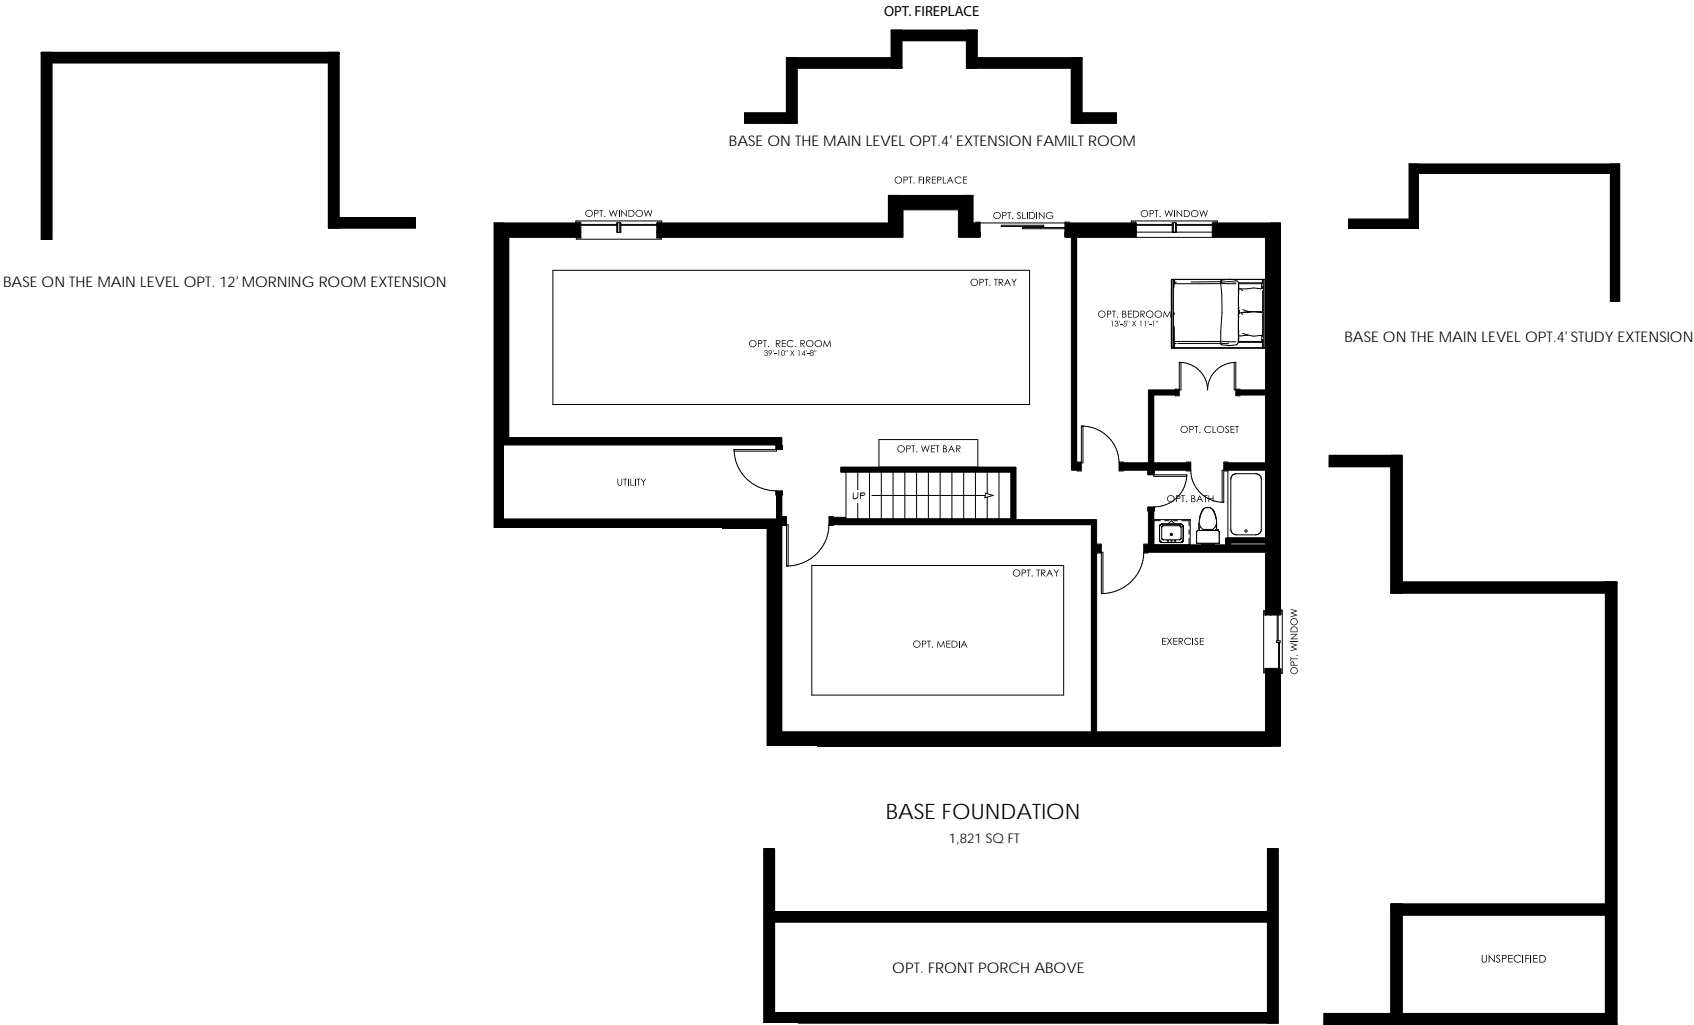 OPT. FIREPLACE
BASE ON THE MAIN LEVEL OPT.4' EXTENSION FAMILT ROOM
OPT. FIREPLACE
OPT. WINDOW
OPT. SLIDING
OPT. WINDOW
BASE ON THE MAIN LEVEL OPT. 12' MORNING ROOM EXTENSION
OPT. TRAY
OPT. BEDROOM
13'-5" X 11'-1"
BASE ON THE MAIN LEVEL OPT.4' STUDY EXTENSION
OPT. REC. ROOM
39'-10" X 14'-8"
OPT. CLOSET
OPT. WET BAR
UTILITY
UP
OPT. BATH
OPT. TRAY
OPT. MEDIA
EXERCISE
OPT. WINDOW
BASE FOUNDATION
1,821 SQ FT
OPT. FRONT PORCH ABOVE
UNSPECIFIED